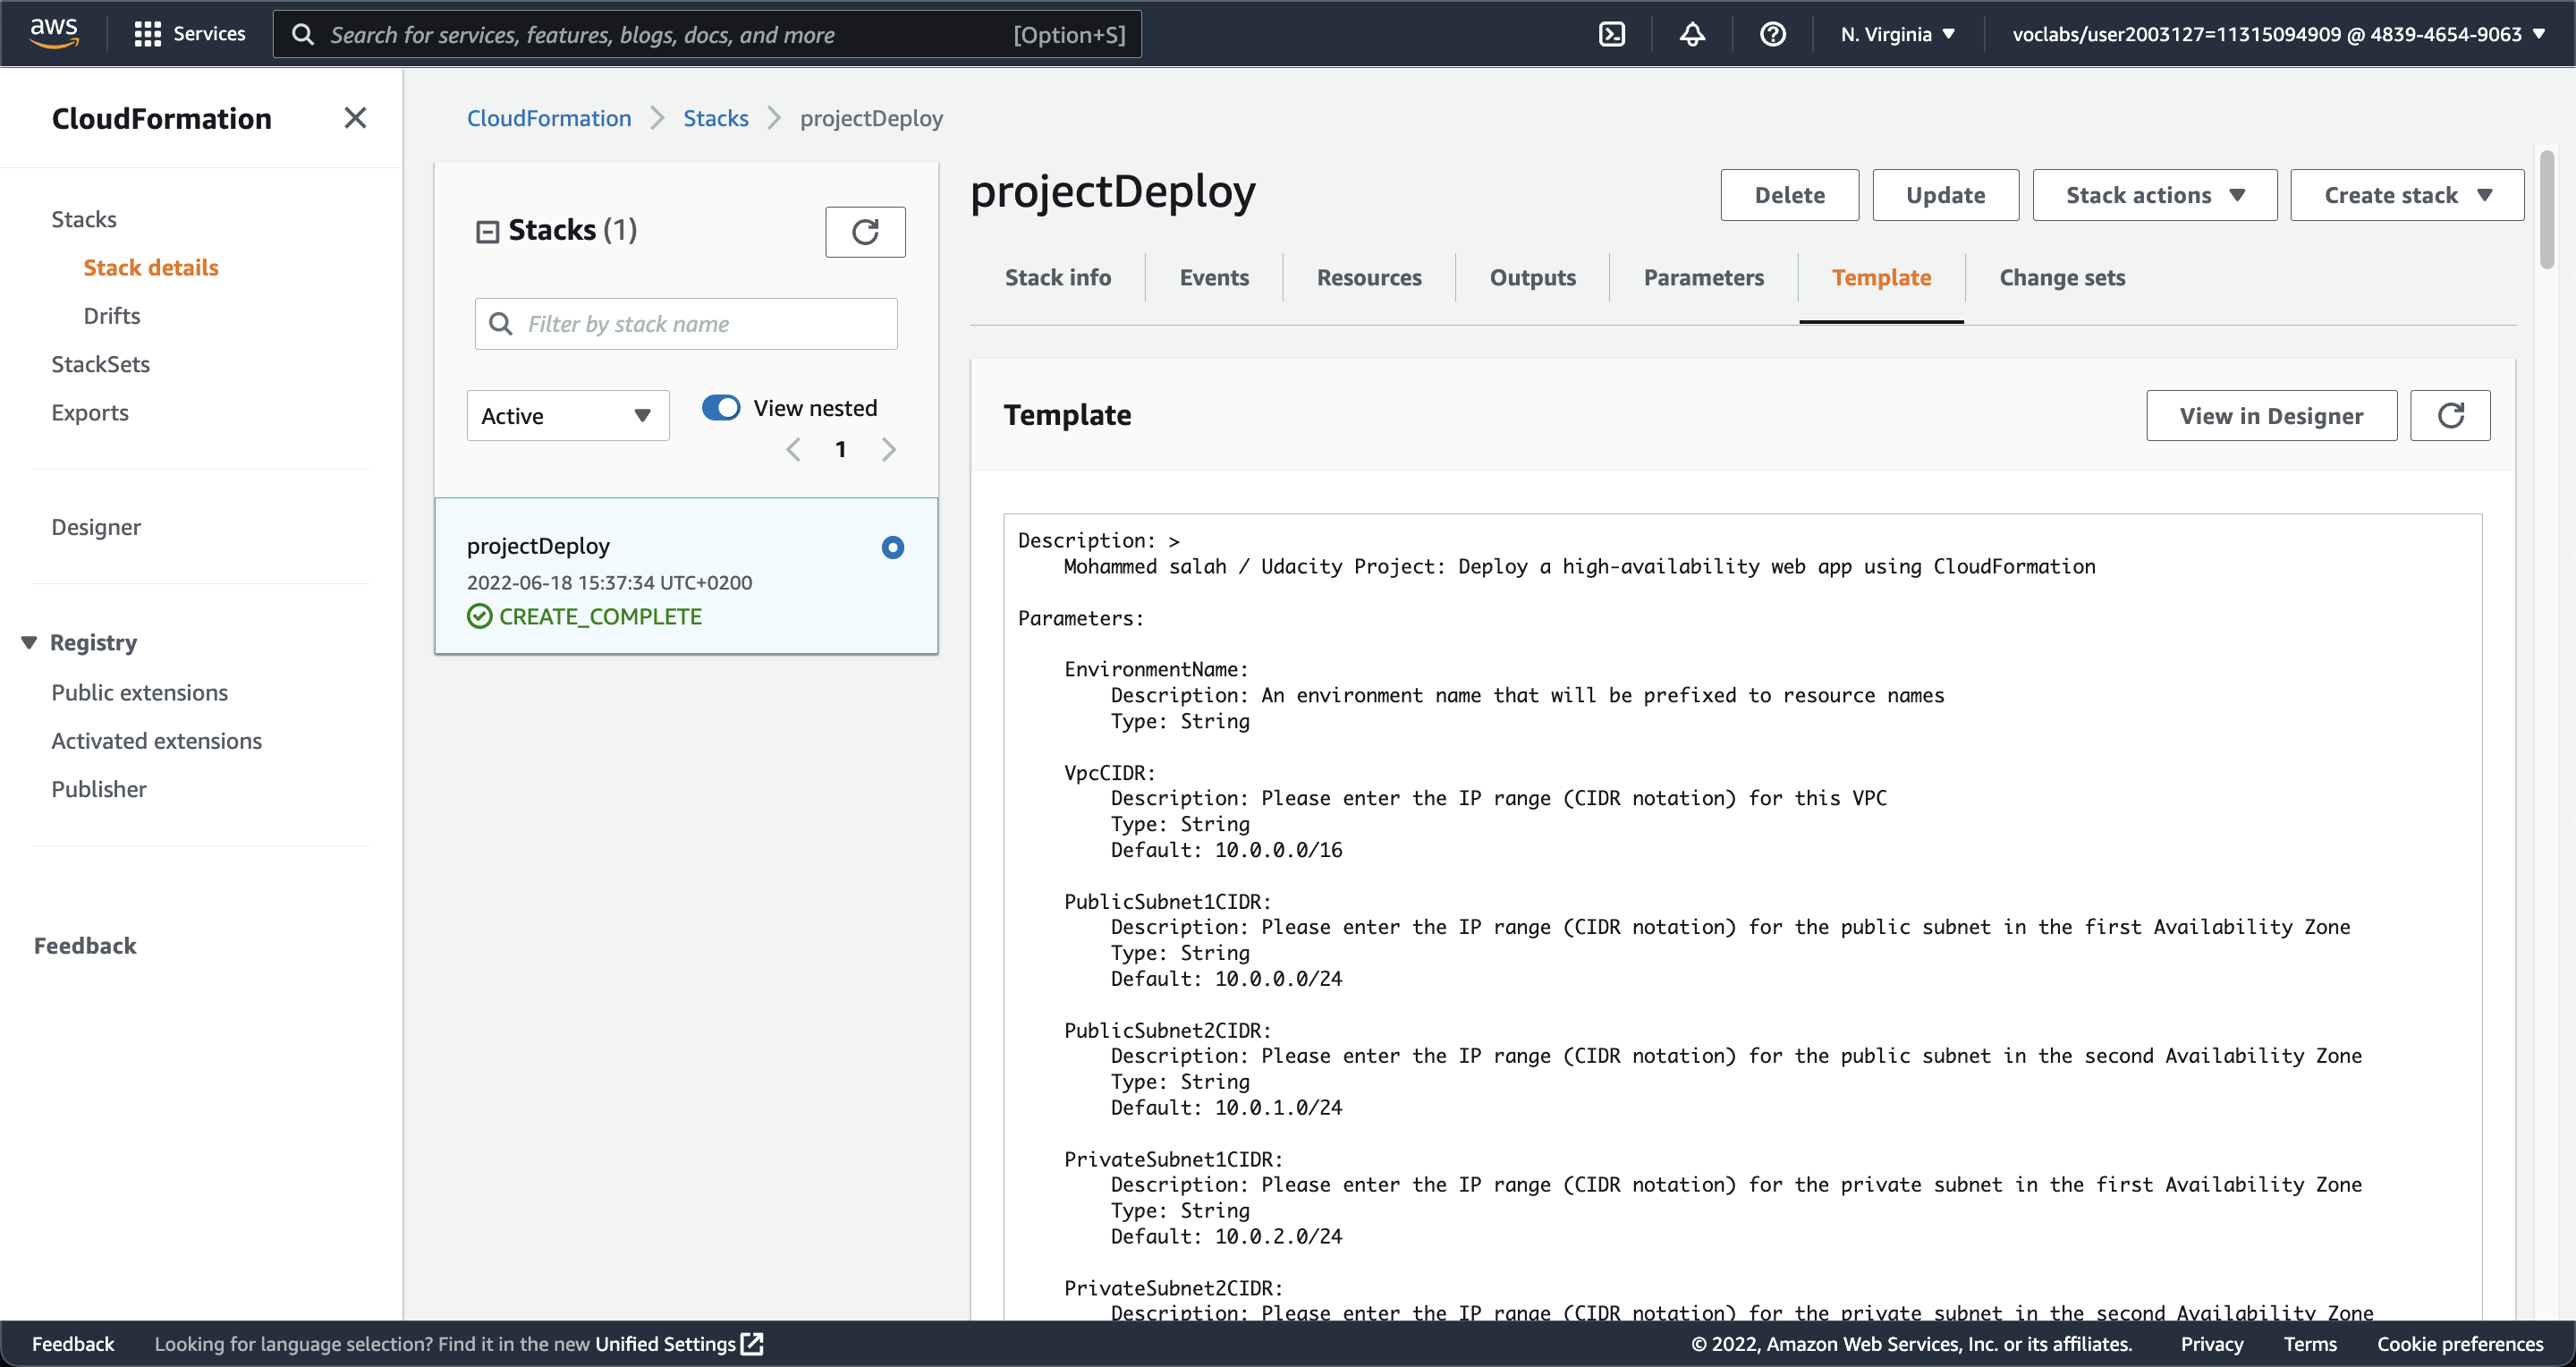 aws
Services
Search for services, features, blogs, docs, and more
[Option+S]
N. Virginia
voclabs/user2003127=11315094909 @ 4839-4654-9063
CloudFormation
Stacks
Stack details
Drifts
StackSets
Exports
Designer
Registry
Public extensions
Activated extensions
Publisher
Feedback
CloudFormation
Stacks
projectDeploy
Stacks (1)
Filter by stack name
Active
View nested
1
projectDeploy
2022-06-18 15:37:34 UTC+0200
CREATE_COMPLETE
projectDeploy
Delete
Update
Stack actions
Create stack
Stack info
Events
Resources
Outputs
Parameters
Template
Change sets
Template
View in Designer
Description: >
Mohammed salah / Udacity Project: Deploy a high-availability web app using CloudFormation
Parameters:
EnvironmentName:
Description: An environment name that will be prefixed to resource names
Type: String
VpcCIDR:
Description: Please enter the IP range (CIDR notation) for this VPC
Type: String
Default: 10.0.0.0/16
PublicSubnet1CIDR:
Description: Please enter the IP range (CIDR notation) for the public subnet in the first Availability Zone
Type: String
Default: 10.0.0.0/24
PublicSubnet2CIDR:
Description: Please enter the IP range (CIDR notation) for the public subnet in the second Availability Zone
Type: String
Default: 10.0.1.0/24
PrivateSubnet1CIDR:
Description: Please enter the IP range (CIDR notation) for the private subnet in the first Availability Zone
Type: String
Default: 10.0.2.0/24
PrivateSubnet2CIDR:
Description: Please enter the IP range (CIDR notation) for the private subnet in the second Availability Zone
Feedback
Looking for language selection? Find it in the new Unified Settings
© 2022, Amazon Web Services, Inc. or its affiliates.
Privacy
Terms
Cookie preferences